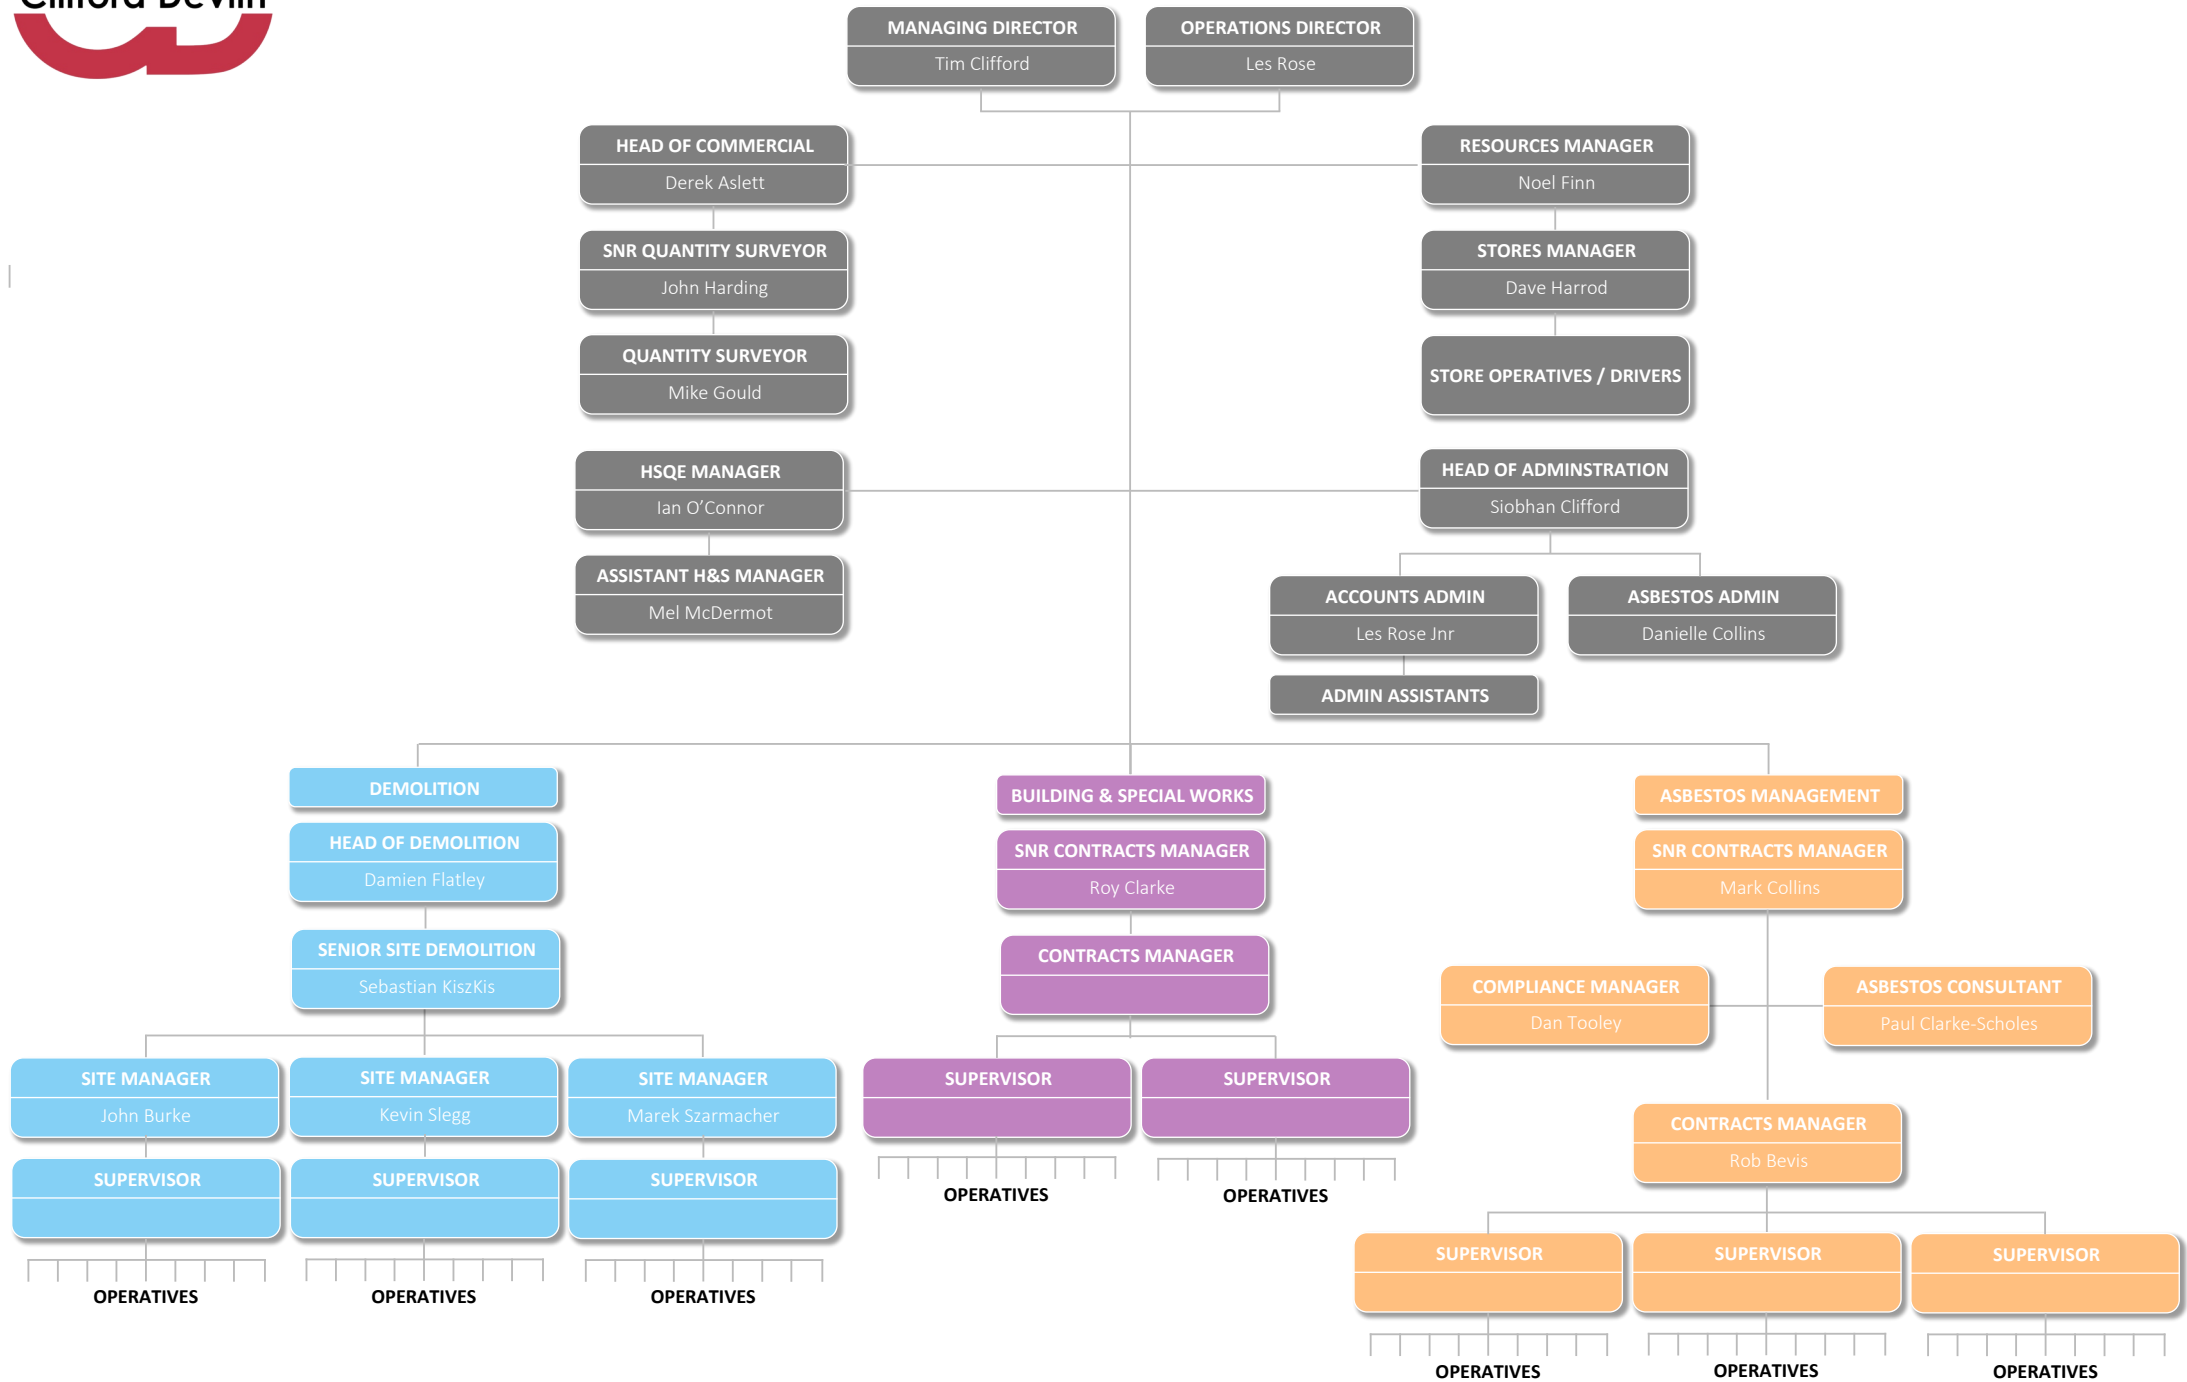 Clifford Devlin
MANAGING DIRECTOR
Tim Clifford
OPERATIONS DIRECTOR
Les Rose
HEAD OF COMMERCIAL
Derek Aslett
RESOURCES MANAGER
Noel Finn
SNR QUANTITY SURVEYOR
John Harding
STORES MANAGER
Dave Harrod
QUANTITY SURVEYOR
Mike Gould
STORE OPERATIVES / DRIVERS
HSQE MANAGER
Ian O’Connor
HEAD OF ADMINSTRATION
Siobhan Clifford
ASSISTANT H&S MANAGER
Mel McDermot
ACCOUNTS ADMIN
Les Rose Jnr
ASBESTOS ADMIN
Danielle Collins
ADMIN ASSISTANTS
DEMOLITION
HEAD OF DEMOLITION
Damien Flatley
SENIOR SITE DEMOLITION
Sebastian KiszKis
SITE MANAGER
John Burke
SITE MANAGER
Kevin Slegg
SITE MANAGER
Marek Szarmacher
SUPERVISOR
SUPERVISOR
SUPERVISOR
OPERATIVES
OPERATIVES
OPERATIVES
BUILDING & SPECIAL WORKS
SNR CONTRACTS MANAGER
Roy Clarke
CONTRACTS MANAGER
SUPERVISOR
SUPERVISOR
OPERATIVES
OPERATIVES
ASBESTOS MANAGEMENT
SNR CONTRACTS MANAGER
Mark Collins
COMPLIANCE MANAGER
Dan Tooley
ASBESTOS CONSULTANT
Paul Clarke-Scholes
CONTRACTS MANAGER
Rob Bevis
SUPERVISOR
SUPERVISOR
SUPERVISOR
OPERATIVES
OPERATIVES
OPERATIVES